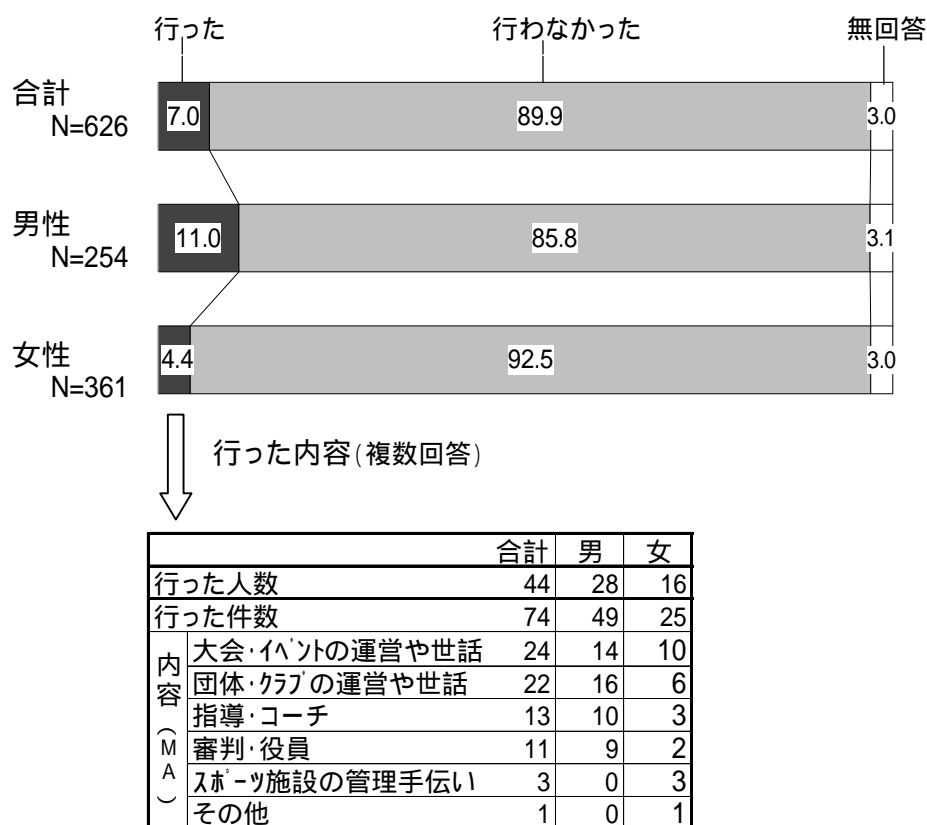 行った 行わなかった 無回答
合計
N=626 7.0 89.9 3.0
男性
N=254 11.0 85.8 3.1
女性
N=361 4.4 92.5 3.0
行った内容(複数回答)
合計 男 女
行った人数 44 28 16
行った件数 74 49 25
内容(MA)
大会・ｲﾍﾞﾝﾄの運営や世話 24 14 10
団体・ｸﾗﾌﾞの運営や世話 22 16 6
指導・コーチ 13 10 3
審判・役員 11 9 2
ｽﾎﾟｰﾂ施設の管理手伝い 3 0 3
その他 1 0 1